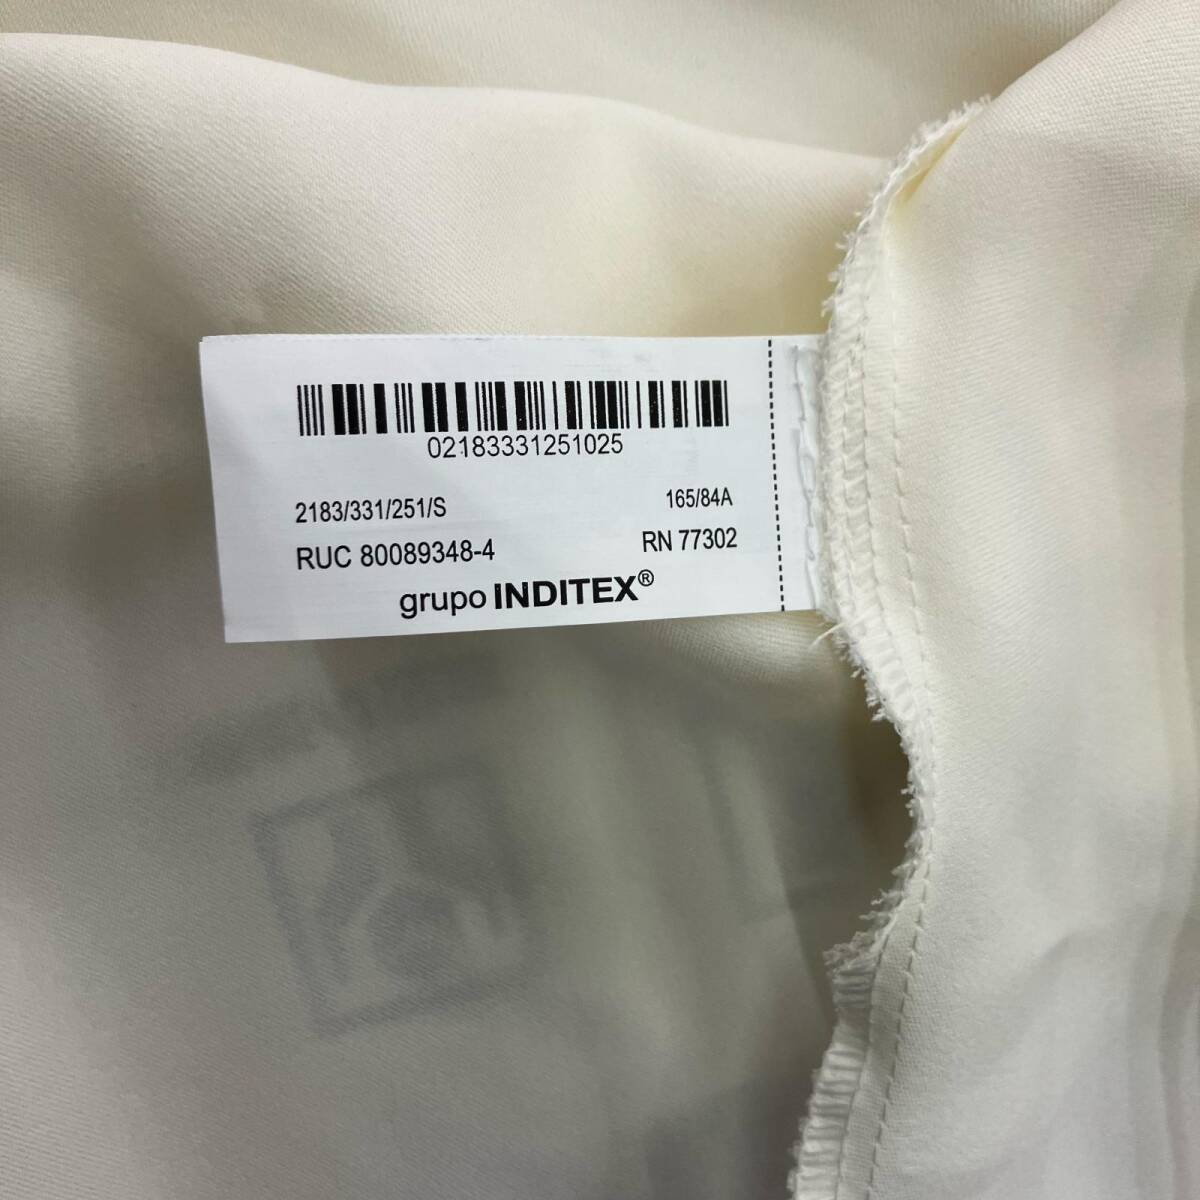 02183331251025
2183/331/251/S 165/84A
RUC 80089348-4 RN 77302
grupo INDITEX®